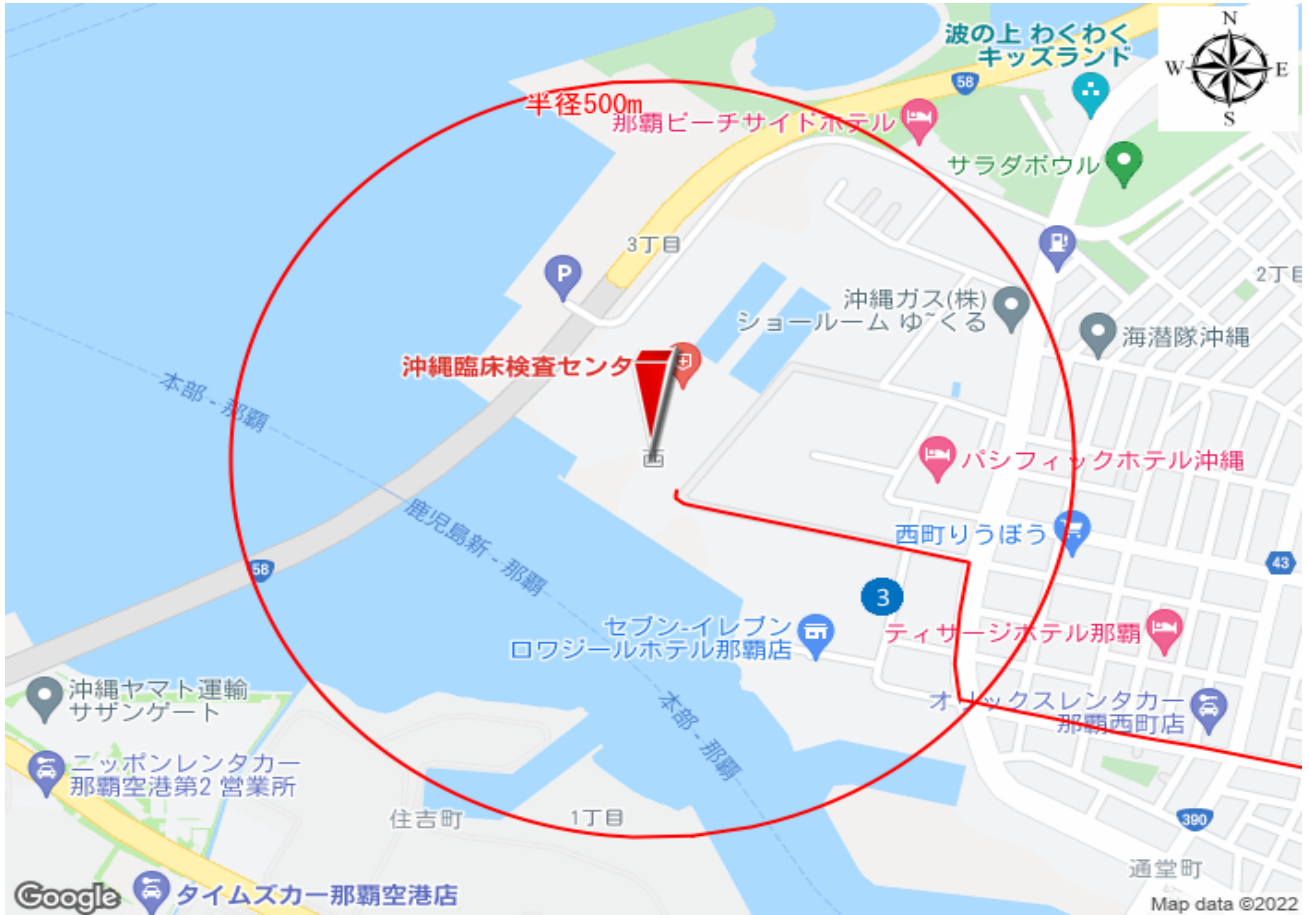 N
W
E
S
波の上 わくわく
キッズランド
58
半径500m
那覇ビーチサイドホテル
サラダボウル
3丁目
P
2丁目
沖縄ガス(株)
ショールーム ゆ~くる
海潜隊沖縄
沖縄臨床検査センタ
本部 - 那覇
西
パシフィックホテル沖縄
鹿児島新 - 那覇
西町りうぼう
58
43
3
セブン-イレブン
ロワジールホテル那覇店
ティサージホテル那覇
沖縄ヤマト運輸
サザンゲート
オリックスレンタカー
那覇西町店
本部 - 那覇
ニッポンレンタカー
那覇空港第2 営業所
住吉町
1丁目
390
通堂町
Google
タイムズカー那覇空港店
Map data ©2022